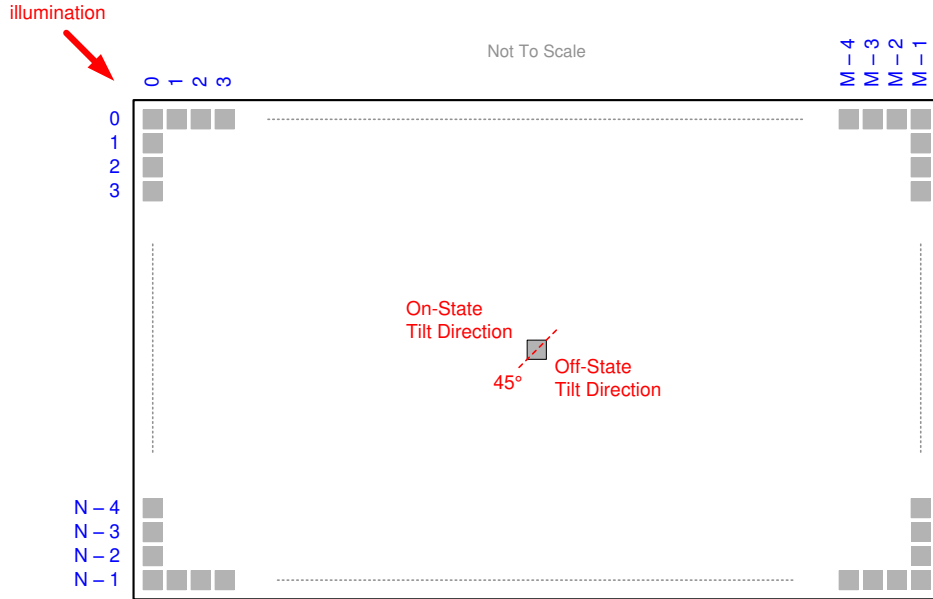 illumination
Not To Scale
0
1
2
3
M – 4
M – 3
M – 2
M – 1
0
1
2
3
On-State
Tilt Direction
Off-State
Tilt Direction
45°
N – 4
N – 3
N – 2
N – 1